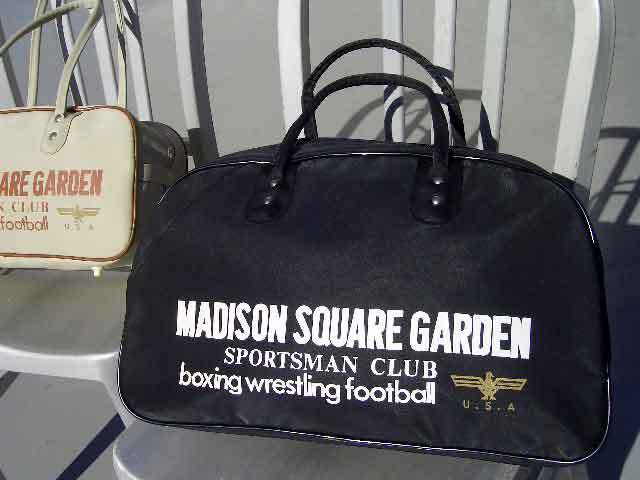 ARE GARDEN
CLUB
football
U.S.A
MADISON SQUARE GARDEN
SPORTSMAN CLUB
boxing wrestling football
U.S.A